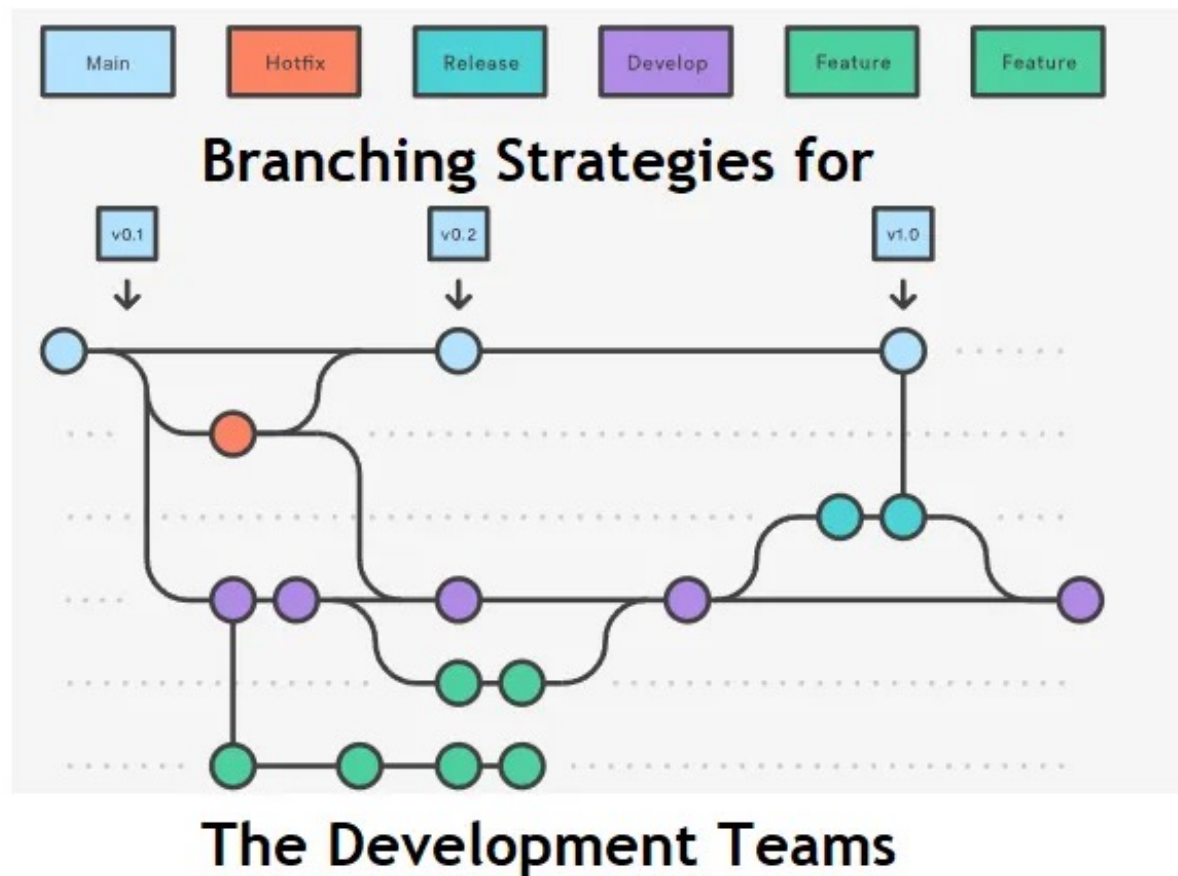 Main Hotfix Release Develop Feature Feature
Branching Strategies for
v0.1 v0.2 v1.0
The Development Teams